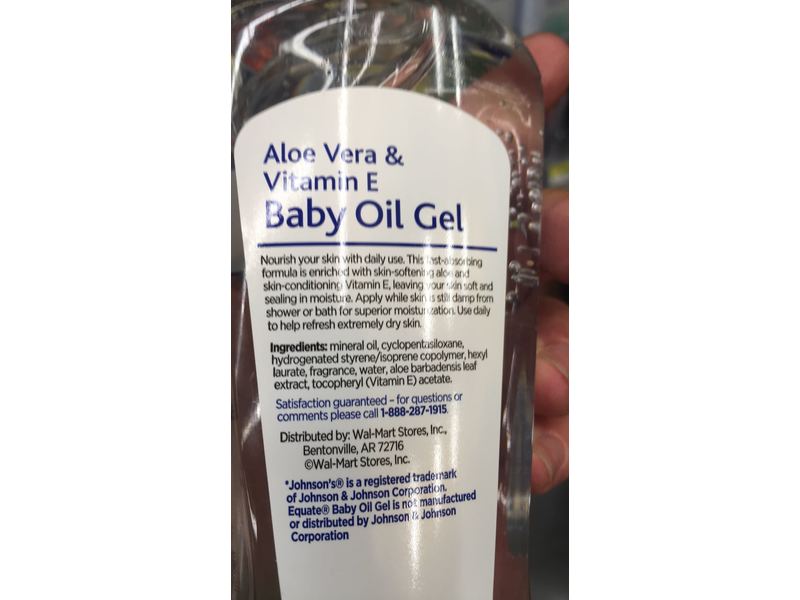 Aloe Vera &
Vitamin E
Baby Oil Gel
Nourish your skin with daily use. This fast-absorbing
formula is enriched with skin-softening aloe and
skin-conditioning Vitamin E, leaving your skin soft and
sealing in moisture. Apply while skin is still damp from
shower or bath for superior moisturization. Use daily
to help refresh extremely dry skin.
Ingredients: mineral oil, cyclopentasiloxane,
hydrogenated styrene/isoprene copolymer, hexyl
laurate, fragrance, water, aloe barbadensis leaf
extract, tocopheryl (Vitamin E) acetate.
Satisfaction guaranteed – for questions or
comments please call 1-888-287-1915.
Distributed by: Wal-Mart Stores, Inc.,
Bentonville, AR 72716
©Wal-Mart Stores, Inc.
*Johnson's® is a registered trademark
of Johnson & Johnson Corporation.
Equate® Baby Oil Gel is not manufactured
or distributed by Johnson & Johnson
Corporation